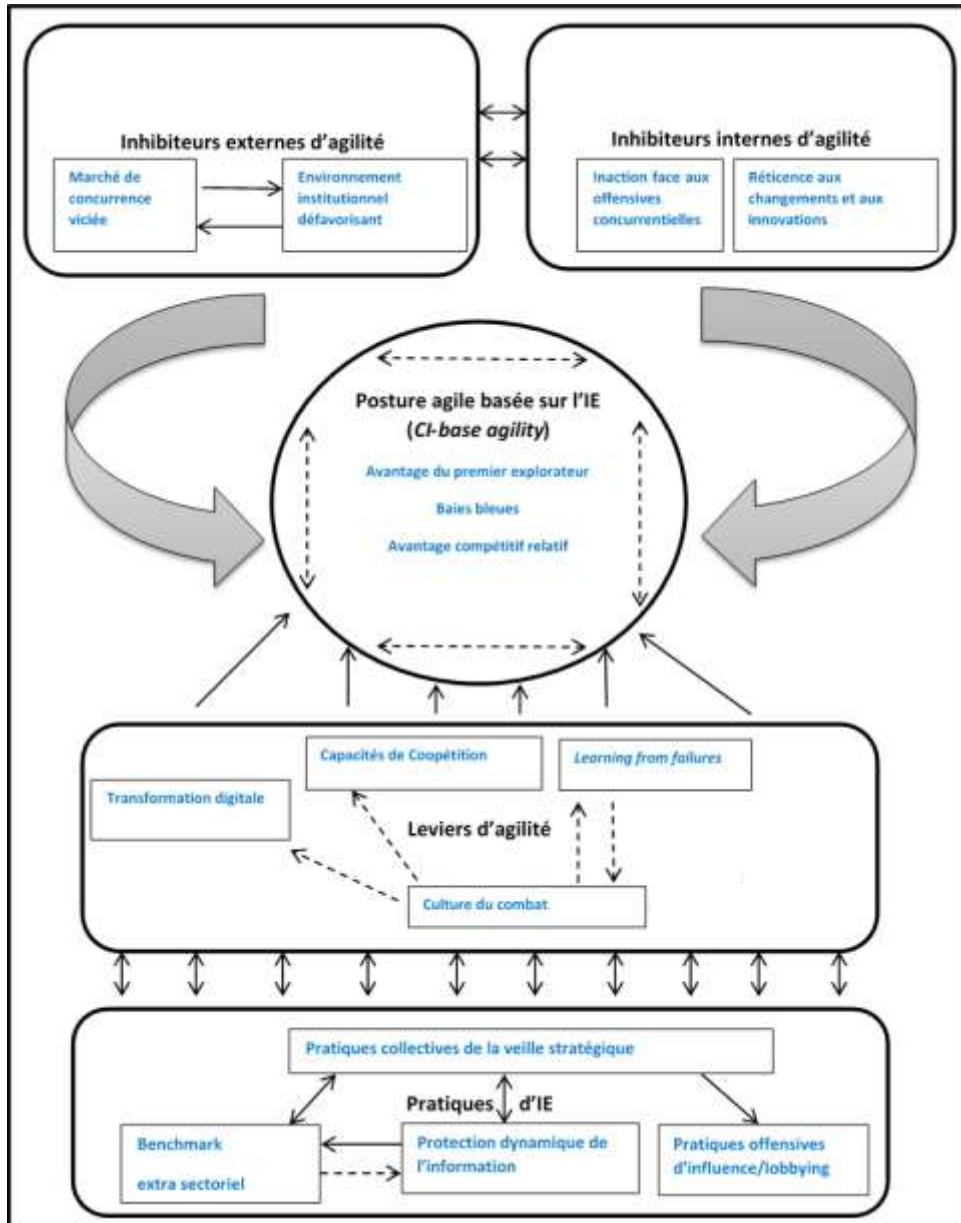 Inhibiteurs externes d'agilité
Marché de
concurrence
viciée
Environnement
institutionnel
défavorisant
Inhibiteurs internes d'agilité
Inaction face aux
offensives
concurrentielles
Réticence aux
changements et aux
innovations
Posture agile basée sur l'IE
(CI-base agility)
Avantage du premier explorateur
Baies bleues
Avantage compétitif relatif
Capacités de Coopétition
Learning from failures
Transformation digitale
Leviers d'agilité
Culture du combat
Pratiques collectives de la veille stratégique
Pratiques d'IE
Benchmark
extra sectoriel
Protection dynamique de
l'information
Pratiques offensives
d'influence/lobbying